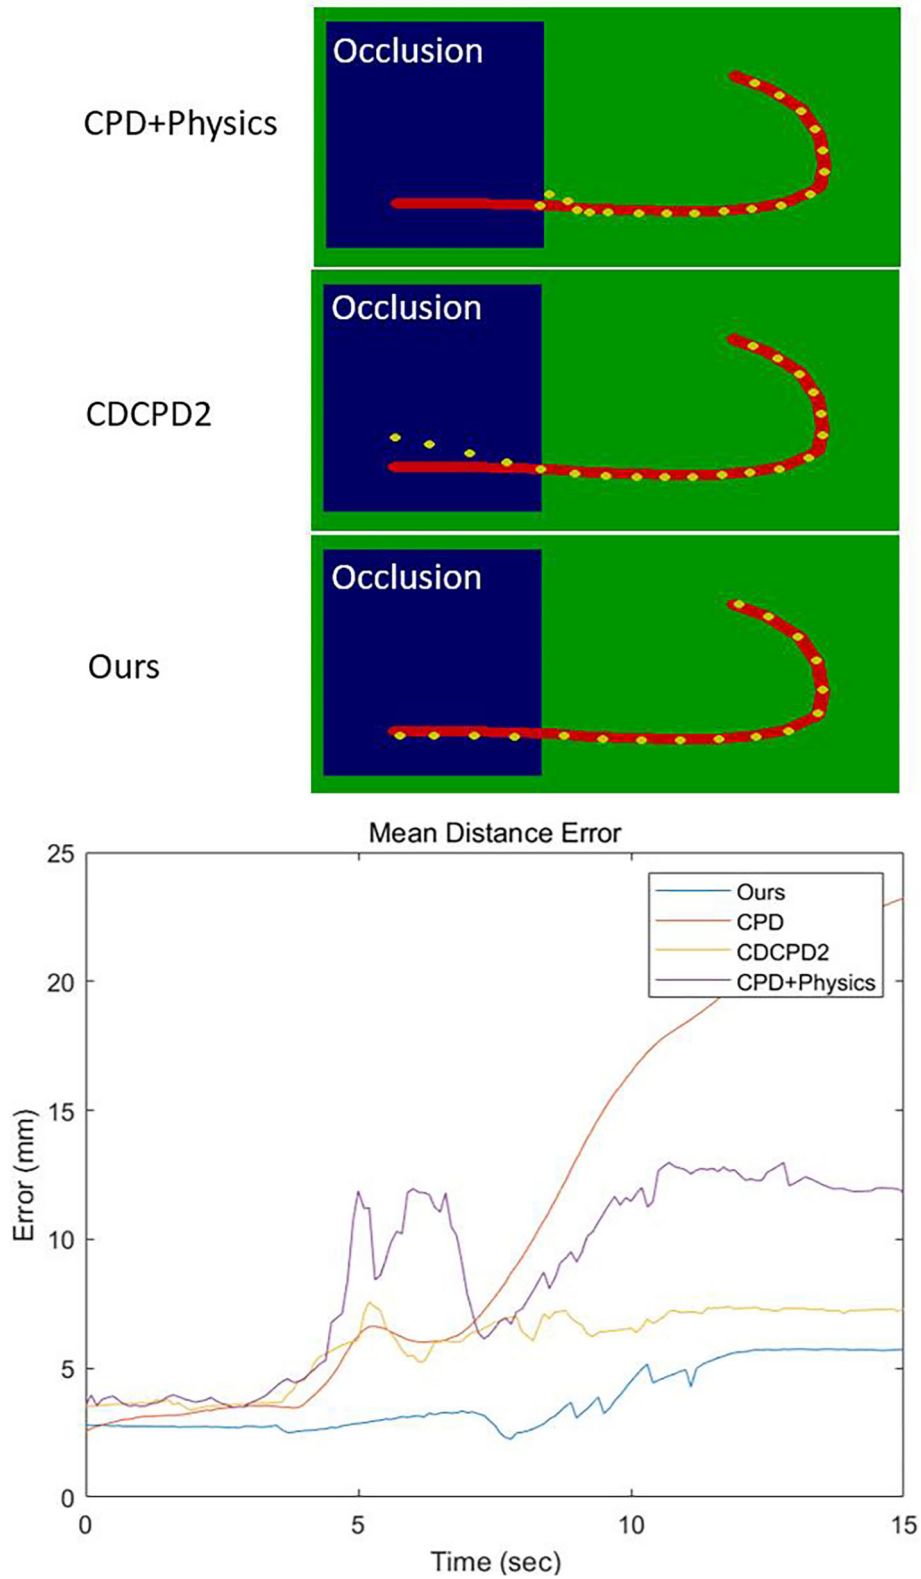 CPD+Physics
Occlusion
CDCPD2
Occlusion
Ours
Occlusion
Mean Distance Error
25
20
15
10
5
0
Error (mm)
Ours
CPD
CDCPD2
CPD+Physics
0 5 10 15
Time (sec)